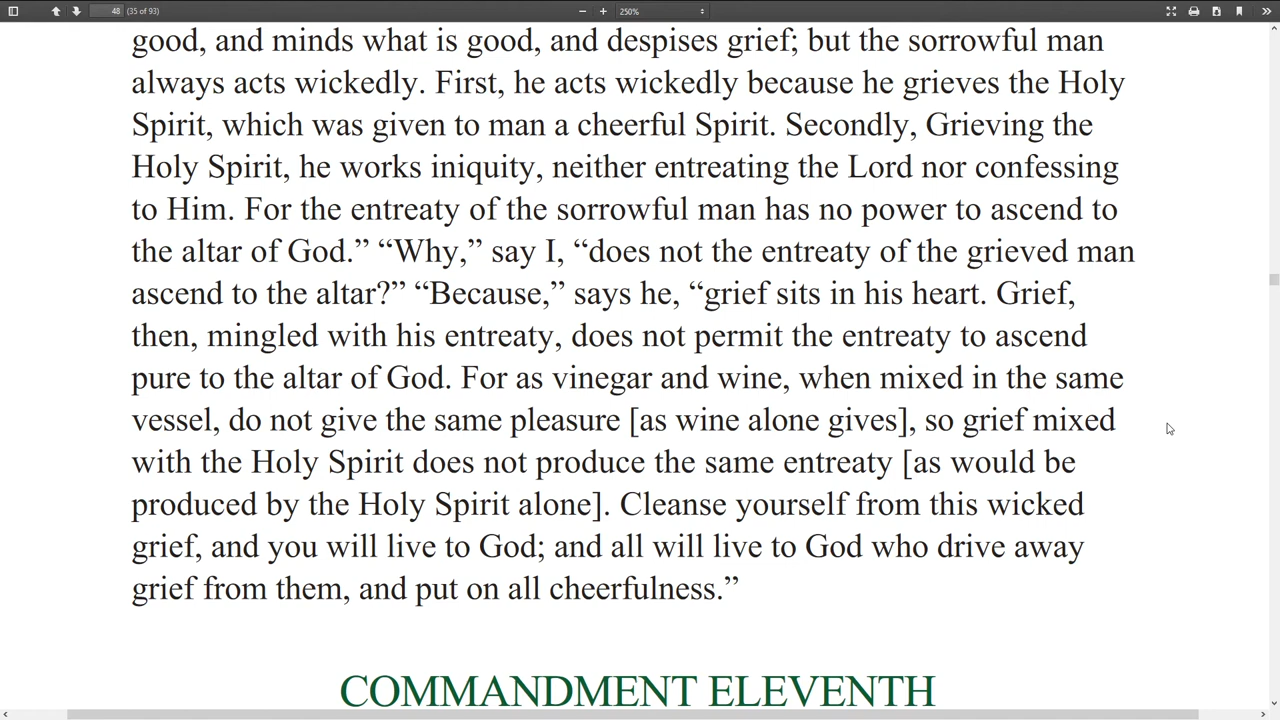 48 (35 of 93) 250%
good, and minds what is good, and despises grief; but the sorrowful man
always acts wickedly. First, he acts wickedly because he grieves the Holy
Spirit, which was given to man a cheerful Spirit. Secondly, Grieving the
Holy Spirit, he works iniquity, neither entreating the Lord nor confessing
to Him. For the entreaty of the sorrowful man has no power to ascend to
the altar of God.” “Why,” say I, “does not the entreaty of the grieved man
ascend to the altar?” “Because,” says he, “grief sits in his heart. Grief,
then, mingled with his entreaty, does not permit the entreaty to ascend
pure to the altar of God. For as vinegar and wine, when mixed in the same
vessel, do not give the same pleasure [as wine alone gives], so grief mixed
with the Holy Spirit does not produce the same entreaty [as would be
produced by the Holy Spirit alone]. Cleanse yourself from this wicked
grief, and you will live to God; and all will live to God who drive away
grief from them, and put on all cheerfulness.”
COMMANDMENT ELEVENTH